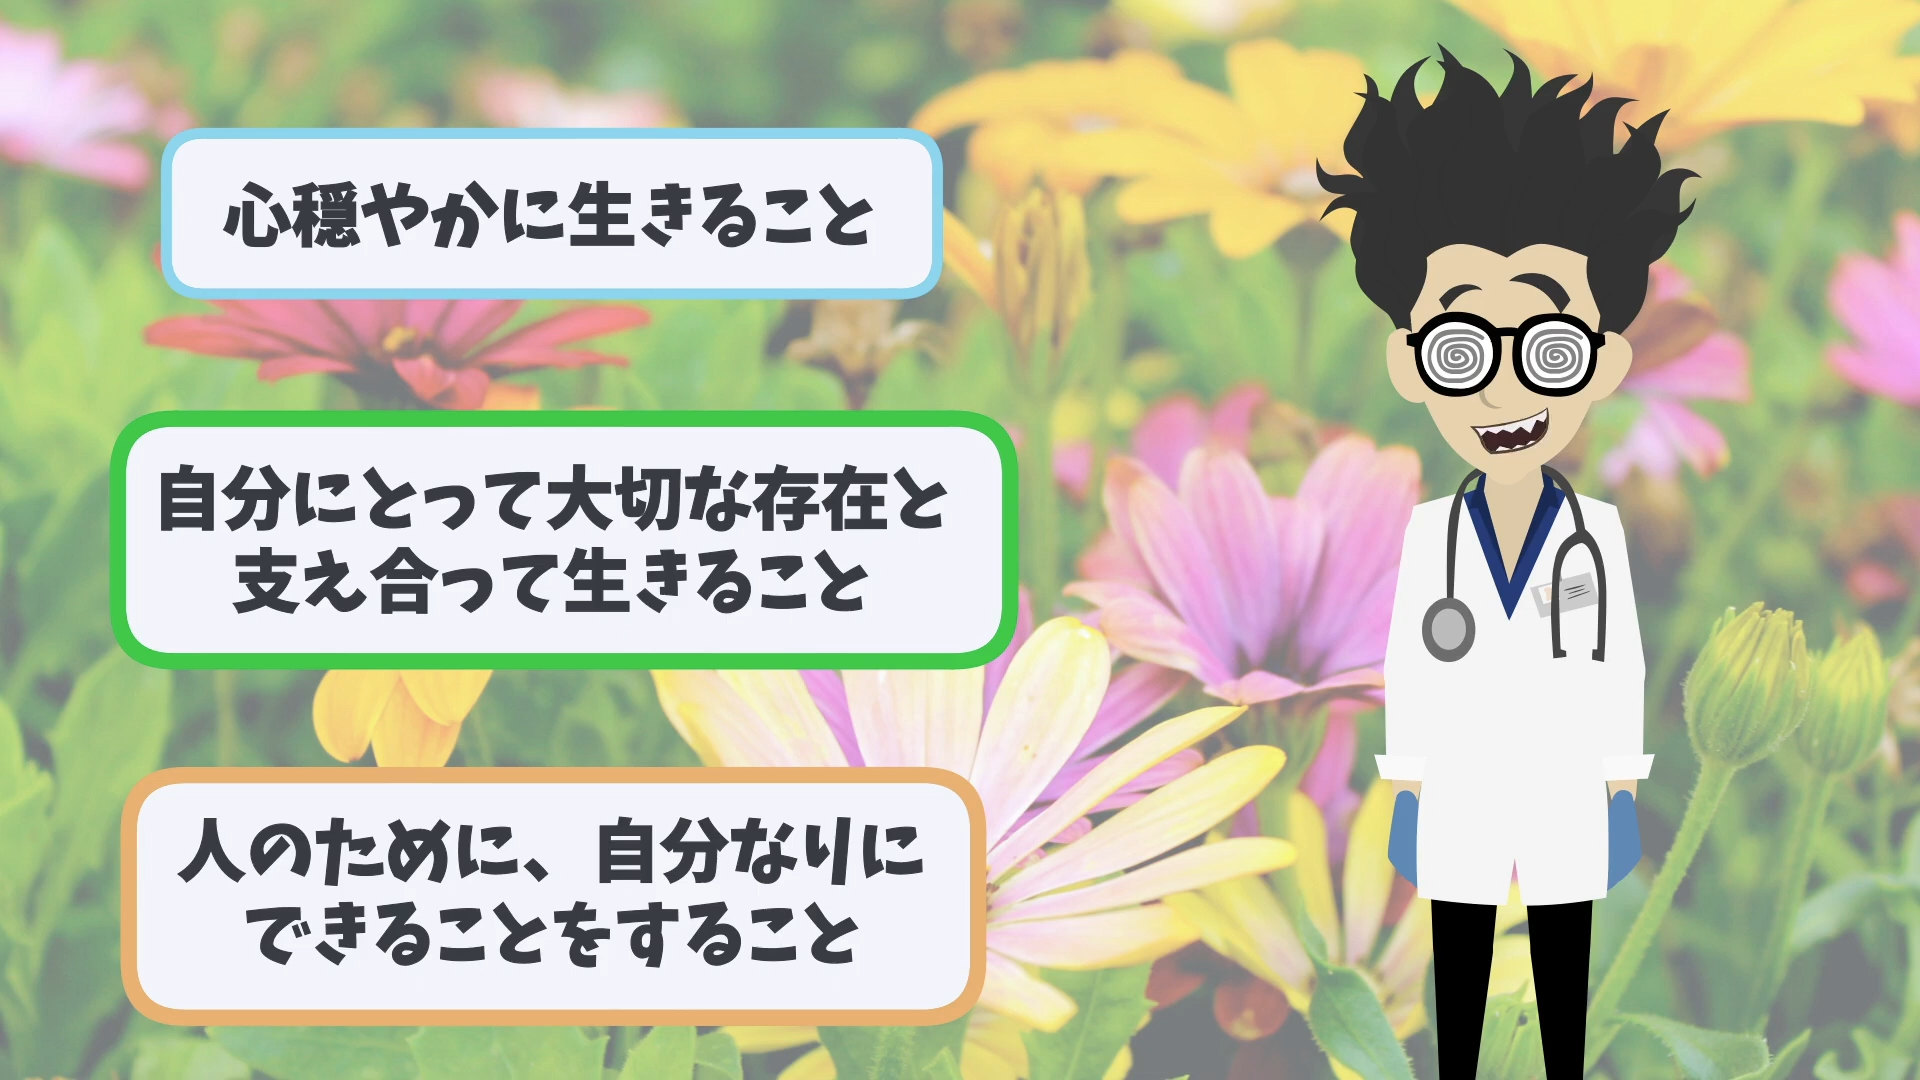 心穏やかに生きること
自分にとって大切な存在と
支え合って生きること
人のために、自分なりに
できることをすること